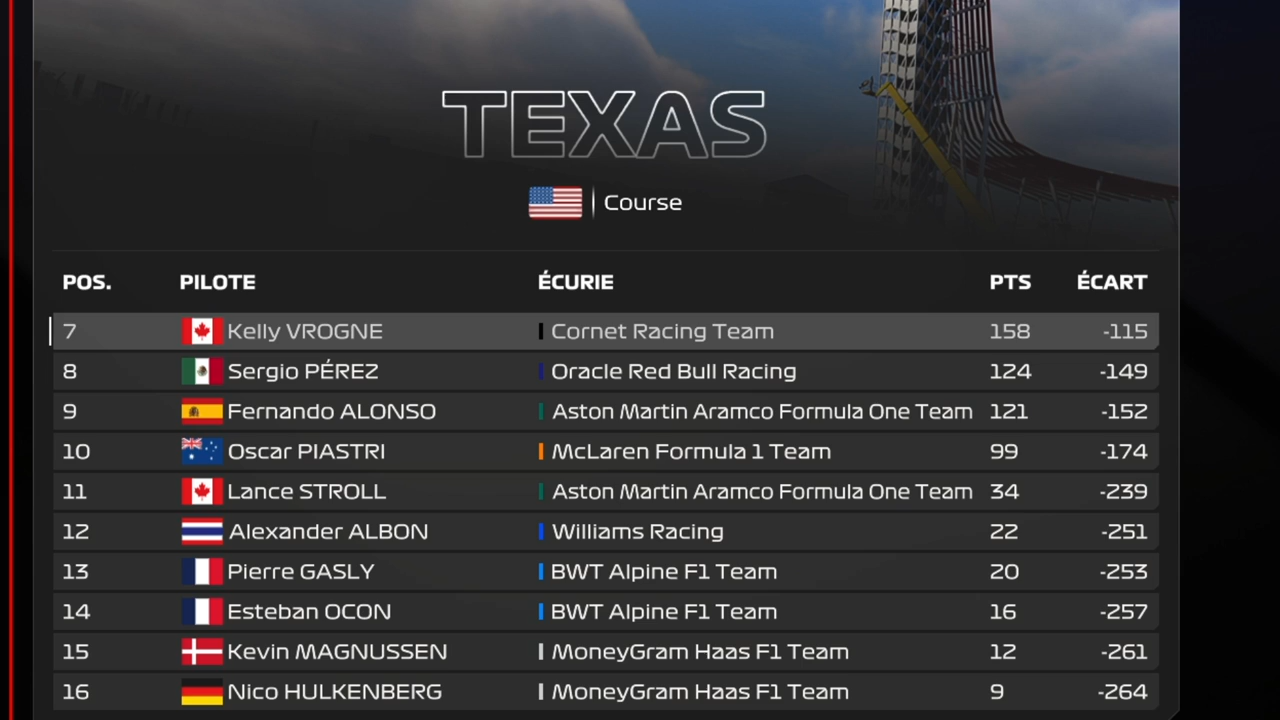 TEXAS
Course
POS. PILOTE ÉCURIE PTS ÉCART
7 Kelly VROGNE Cornet Racing Team 158 -115
8 Sergio PÉREZ Oracle Red Bull Racing 124 -149
9 Fernando ALONSO Aston Martin Aramco Formula One Team 121 -152
10 Oscar PIASTRI McLaren Formula 1 Team 99 -174
11 Lance STROLL Aston Martin Aramco Formula One Team 34 -239
12 Alexander ALBON Williams Racing 22 -251
13 Pierre GASLY BWT Alpine F1 Team 20 -253
14 Esteban OCON BWT Alpine F1 Team 16 -257
15 Kevin MAGNUSSEN MoneyGram Haas F1 Team 12 -261
16 Nico HULKENBERG MoneyGram Haas F1 Team 9 -264